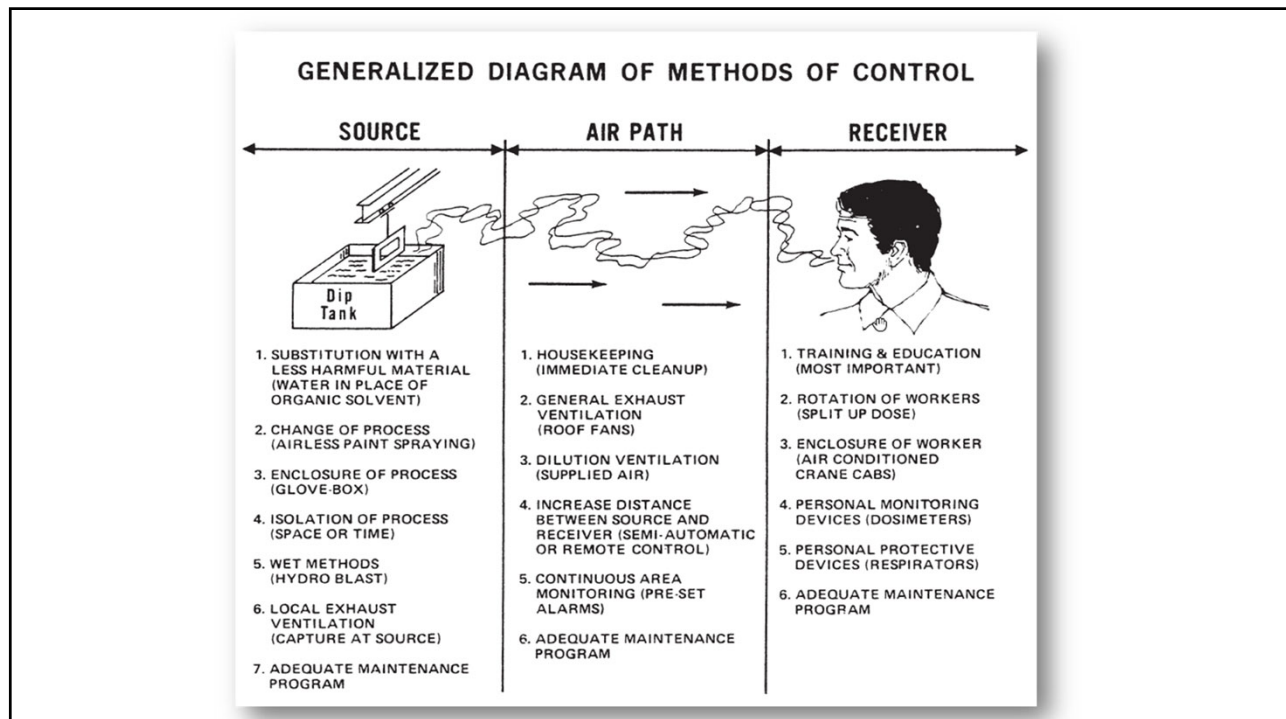 GENERALIZED DIAGRAM OF METHODS OF CONTROL
SOURCE
Dip
Tank
1. SUBSTITUTION WITH A
LESS HARMFUL MATERIAL
(WATER IN PLACE OF
ORGANIC SOLVENT)
2. CHANGE OF PROCESS
(AIRLESS PAINT SPRAYING)
3. ENCLOSURE OF PROCESS
(GLOVE-BOX)
4. ISOLATION OF PROCESS
(SPACE OR TIME)
5. WET METHODS
(HYDRO BLAST)
6. LOCAL EXHAUST
VENTILATION
(CAPTURE AT SOURCE)
7. ADEQUATE MAINTENANCE
PROGRAM
AIR PATH
1. HOUSEKEEPING
(IMMEDIATE CLEANUP)
2. GENERAL EXHAUST
VENTILATION
(ROOF FANS)
3. DILUTION VENTILATION
(SUPPLIED AIR)
4. INCREASE DISTANCE
BETWEEN SOURCE AND
RECEIVER (SEMI-AUTOMATIC
OR REMOTE CONTROL)
5. CONTINUOUS AREA
MONITORING (PRE-SET
ALARMS)
6. ADEQUATE MAINTENANCE
PROGRAM
RECEIVER
1. TRAINING & EDUCATION
(MOST IMPORTANT)
2. ROTATION OF WORKERS
(SPLIT UP DOSE)
3. ENCLOSURE OF WORKER
(AIR CONDITIONED
CRANE CABS)
4. PERSONAL MONITORING
DEVICES (DOSIMETERS)
5. PERSONAL PROTECTIVE
DEVICES (RESPIRATORS)
6. ADEQUATE MAINTENANCE
PROGRAM